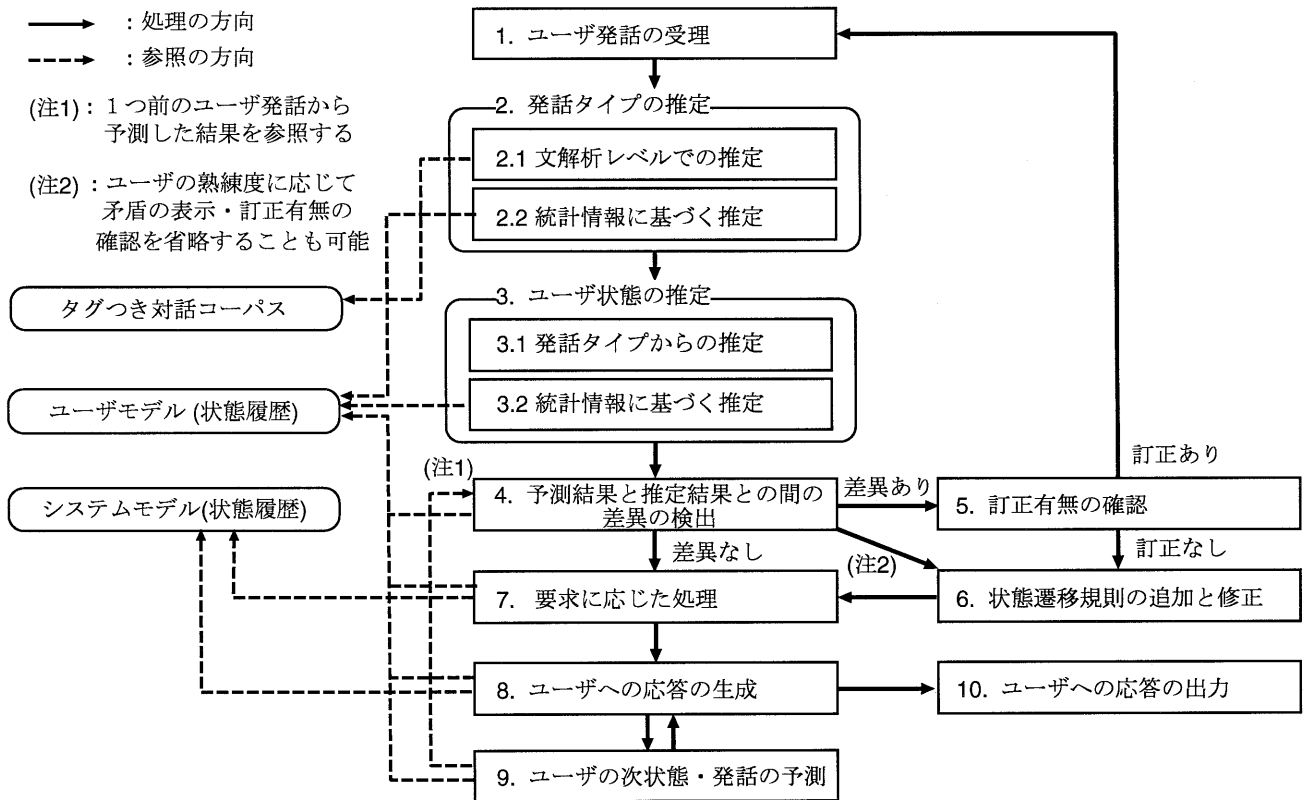 ：処理の方向
：参照の方向
(注1)：１つ前のユーザ発話から
予測した結果を参照する
(注2)：ユーザの熟練度に応じて
矛盾の表示・訂正有無の
確認を省略することも可能
タグつき対話コーパス
ユーザモデル (状態履歴)
システムモデル(状態履歴)
1. ユーザ発話の受理
2. 発話タイプの推定
2.1 文解析レベルでの推定
2.2 統計情報に基づく推定
3. ユーザ状態の推定
3.1 発話タイプからの推定
3.2 統計情報に基づく推定
(注1)
4. 予測結果と推定結果との間の
差異の検出
差異あり
訂正あり
5. 訂正有無の確認
差異なし
(注2)
訂正なし
6. 状態遷移規則の追加と修正
7. 要求に応じた処理
8. ユーザへの応答の生成
10. ユーザへの応答の出力
9. ユーザの次状態・発話の予測